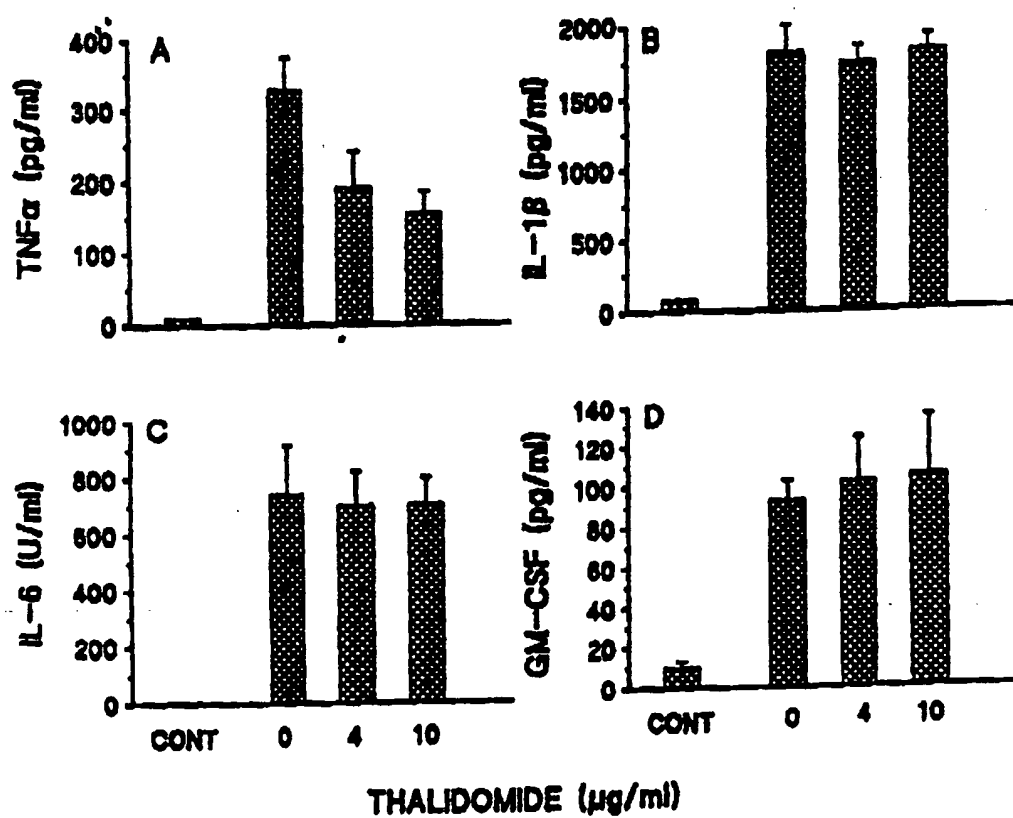 A
TNFα (pg/ml)
400
300
200
100
0
B
IL-1β (pg/ml)
2000
1500
1000
500
0
C
IL-6 (U/ml)
1000
800
600
400
200
0
CONT 0 4 10
D
GM-CSF (pg/ml)
140
120
100
80
60
40
20
0
CONT 0 4 10
THALIDOMIDE (μg/ml)